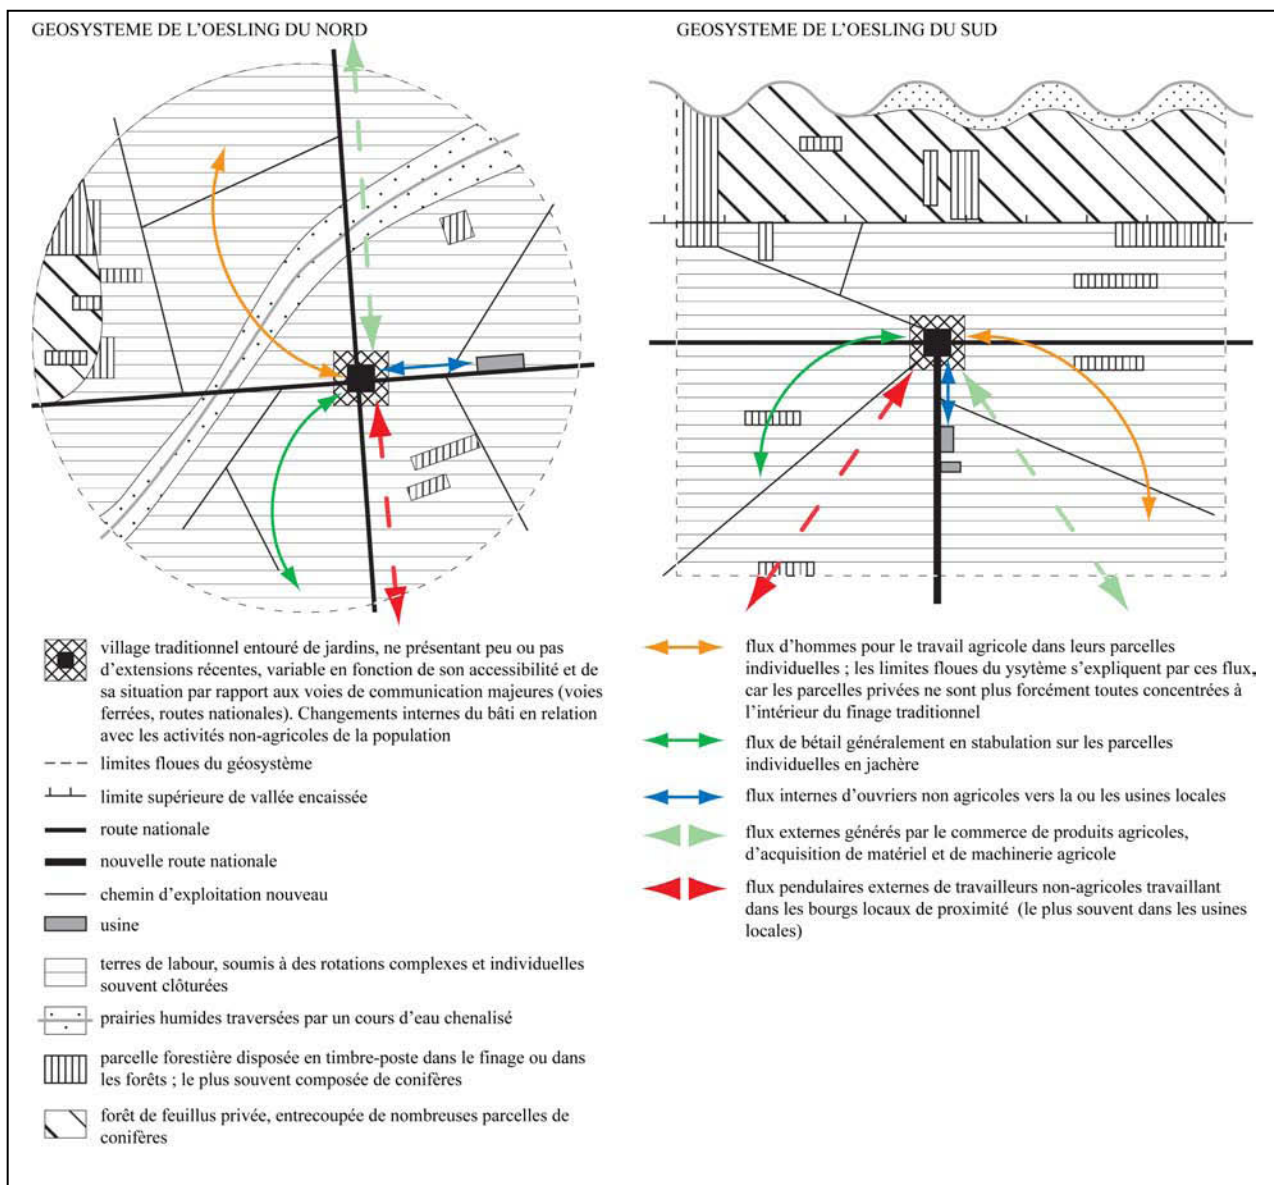 GEOSYSTEME DE L'OESLING DU NORD
GEOSYSTEME DE L'OESLING DU SUD
village traditionnel entouré de jardins, ne présentant peu ou pas
d'extensions récentes, variable en fonction de son accessibilité et de
sa situation par rapport aux voies de communication majeures (voies
ferrées, routes nationales). Changements internes du bâti en relation
avec les activités non-agricoles de la population
limites floues du géosystème
limite supérieure de vallée encaissée
route nationale
nouvelle route nationale
chemin d'exploitation nouveau
usine
terres de labour, soumis à des rotations complexes et individuelles
souvent clôturées
prairies humides traversées par un cours d'eau chenalisé
parcelle forestière disposée en timbre-poste dans le finage ou dans
les forêts ; le plus souvent composée de conifères
forêt de feuillus privée, entrecoupée de nombreuses parcelles de
conifères
flux d'hommes pour le travail agricole dans leurs parcelles
individuelles ; les limites floues du ysytème s'expliquent par ces flux,
car les parcelles privées ne sont plus forcément toutes concentrées à
l'intérieur du finage traditionnel
flux de bétail généralement en stabulation sur les parcelles
individuelles en jachère
flux internes d'ouvriers non agricoles vers la ou les usines locales
flux externes générés par le commerce de produits agricoles,
d'acquisition de matériel et de machinerie agricole
flux pendulaires externes de travailleurs non-agricoles travaillant
dans les bourgs locaux de proximité (le plus souvent dans les usines
locales)